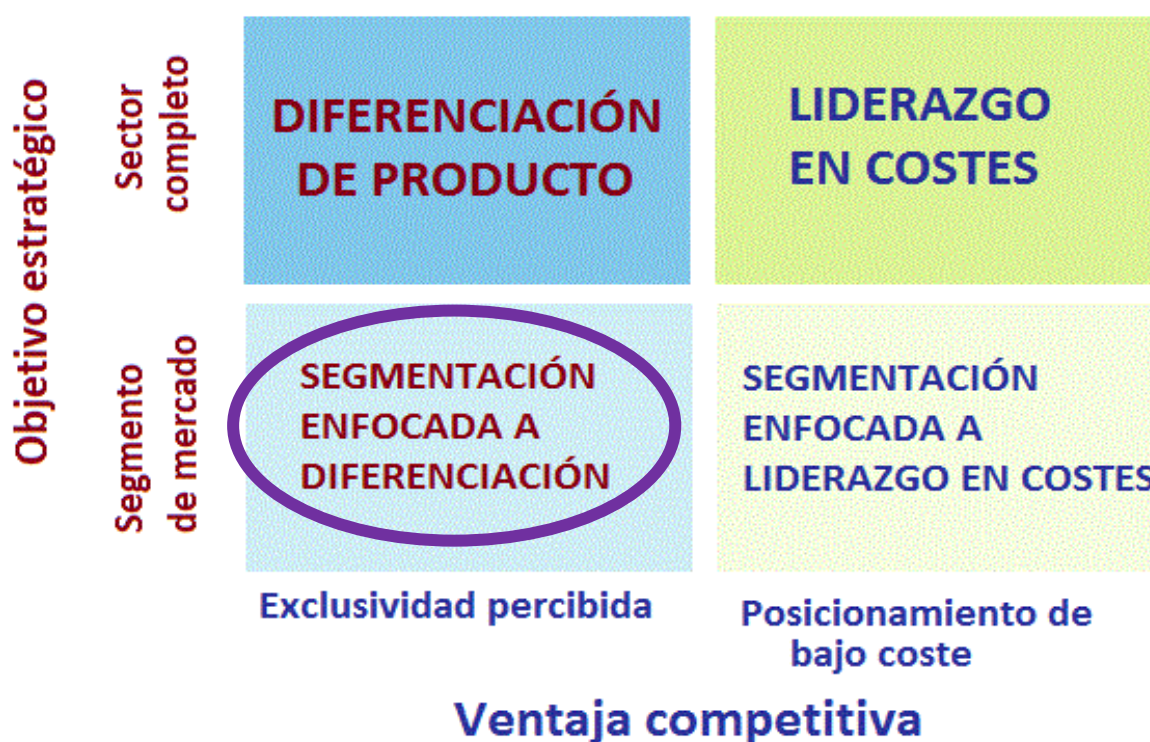 Objetivo estratégico
Sector
completo
DIFERENCIACIÓN
DE PRODUCTO
LIDERAZGO
EN COSTES
Segmento
de mercado
SEGMENTACIÓN
ENFOCADA A
DIFERENCIACIÓN
SEGMENTACIÓN
ENFOCADA A
LIDERAZGO EN COSTES
Exclusividad percibida
Posicionamiento de
bajo coste
Ventaja competitiva